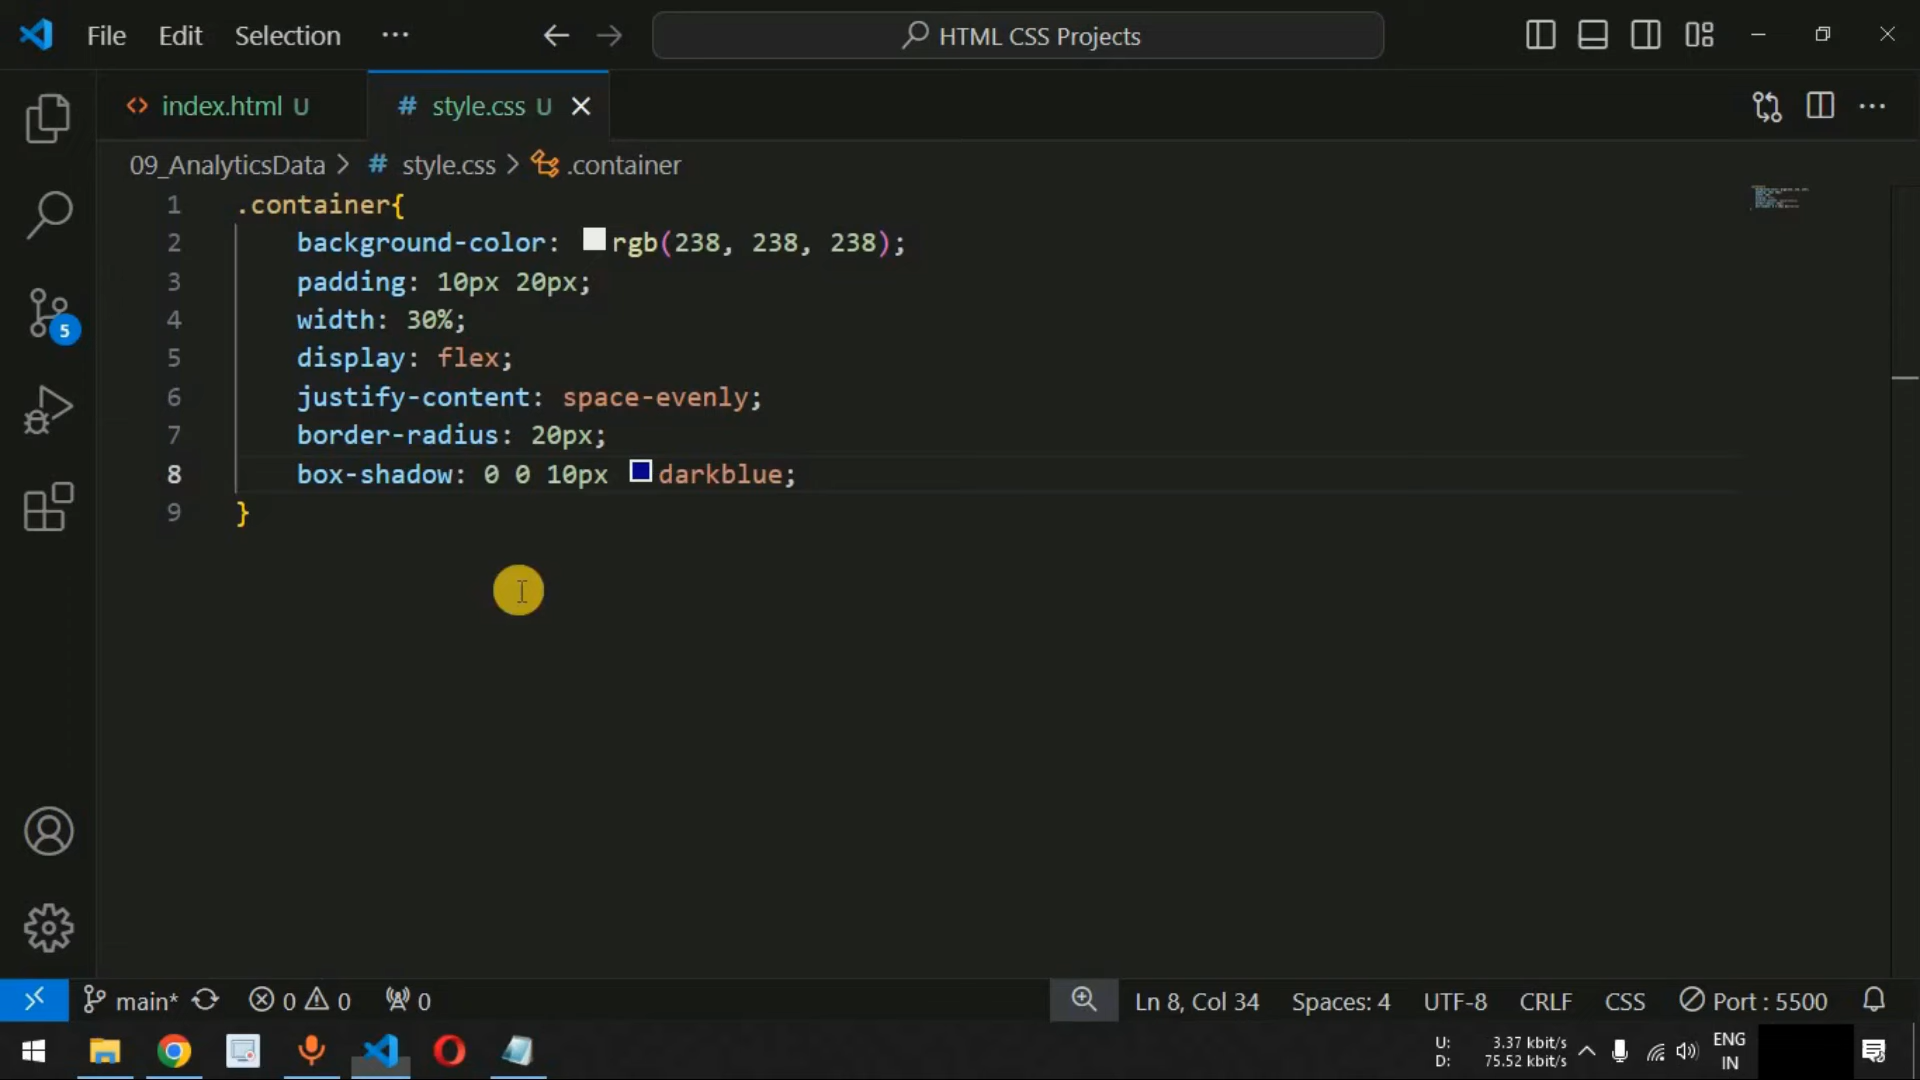 File Edit Selection ··· HTML CSS Projects
index.html U # style.css U
09_AnalyticsData > # style.css > .container
1 .container{
2 background-color: rgb(238, 238, 238);
3 padding: 10px 20px;
4 width: 30%;
5 display: flex;
6 justify-content: space-evenly;
7 border-radius: 20px;
8 box-shadow: 0 0 10px darkblue;
9 }
5
main* 0 0 0 Ln 8, Col 34 Spaces: 4 UTF-8 CRLF CSS Port : 5500
U: 3.37 kbit/s
D: 75.52 kbit/s
ENG
IN